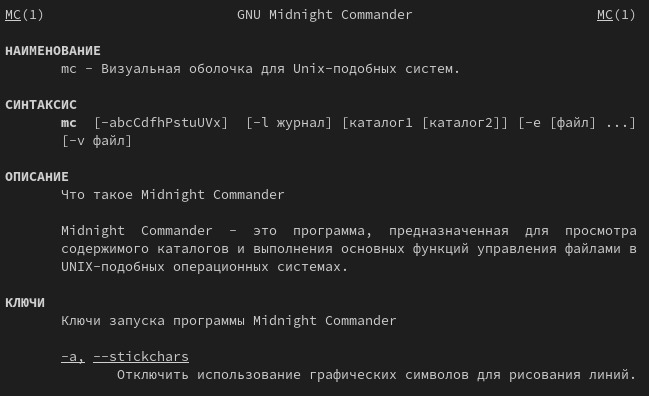 MC(1) GNU Midnight Commander MC(1)
НАИМЕНОВАНИЕ
mc - Визуальная оболочка для Unix-подобных систем.
СИНТАКСИС
mc [-abcCdfhPstuUVx] [-l журнал] [каталог1 [каталог2]] [-e [файл] ...]
[-v файл]
ОПИСАНИЕ
Что такое Midnight Commander
Midnight Commander - это программа, предназначенная для просмотра
содержимого каталогов и выполнения основных функций управления файлами в
UNIX-подобных операционных системах.
КЛЮЧИ
Ключи запуска программы Midnight Commander
-a, --stickchars
Отключить использование графических символов для рисования линий.